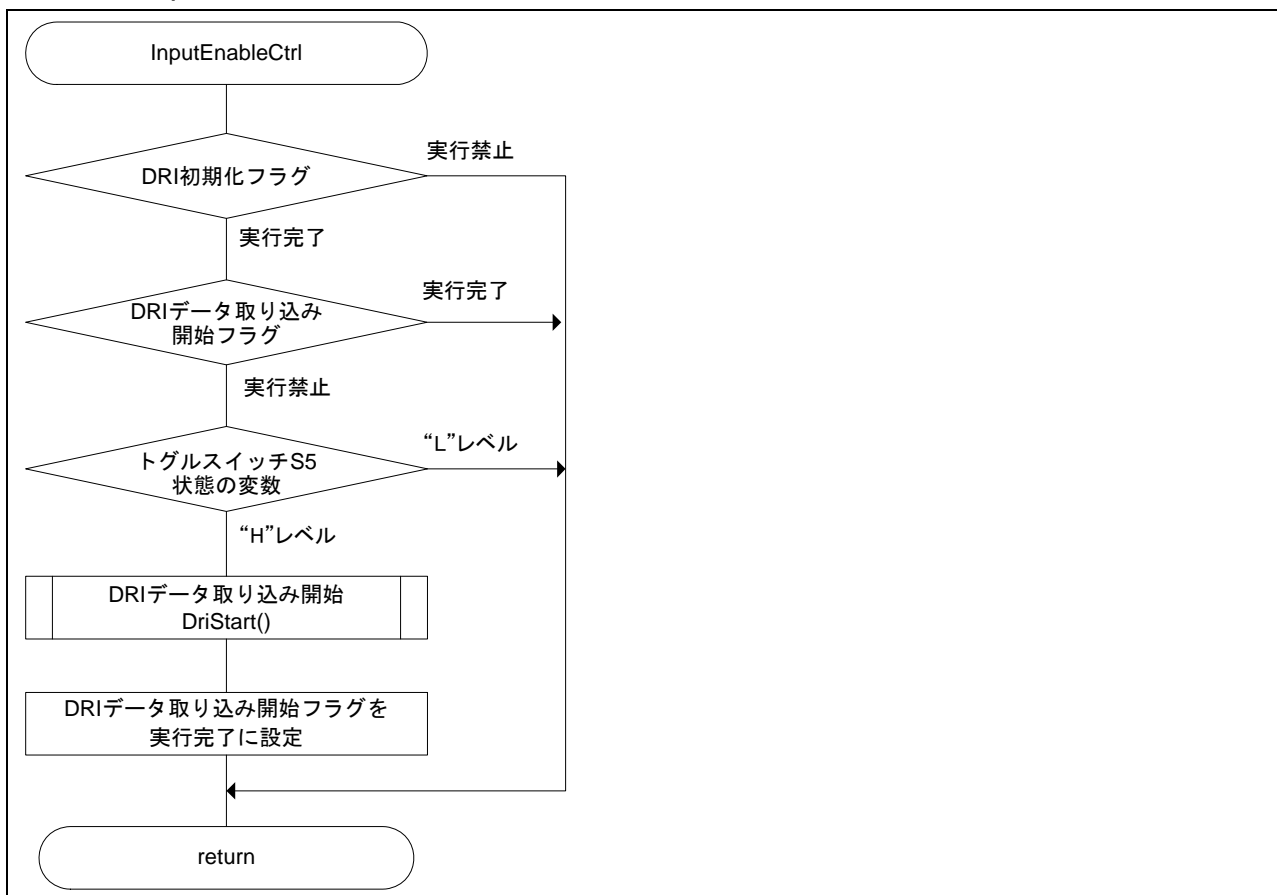 InputEnableCtrl
実行禁止
DRI初期化フラグ
実行完了
DRIデータ取り込み
開始フラグ
実行完了
実行禁止
“L”レベル
トグルスイッチS5
状態の変数
“H”レベル
DRIデータ取り込み開始
DriStart()
DRIデータ取り込み開始フラグを
実行完了に設定
return